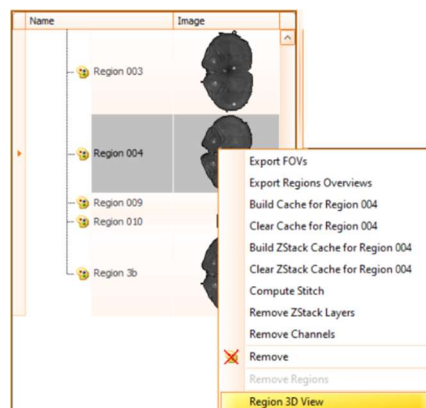 Name Image
Region 003
Region 004
Export FOVs
Export Regions Overviews
Build Cache for Region 004
Region 009
Clear Cache for Region 004
Region 010
Build ZStack Cache for Region 004
Clear ZStack Cache for Region 004
Region 3b
Compute Stitch
Remove ZStack Layers
Remove Channels
Remove
Remove Regions
Region 3D View